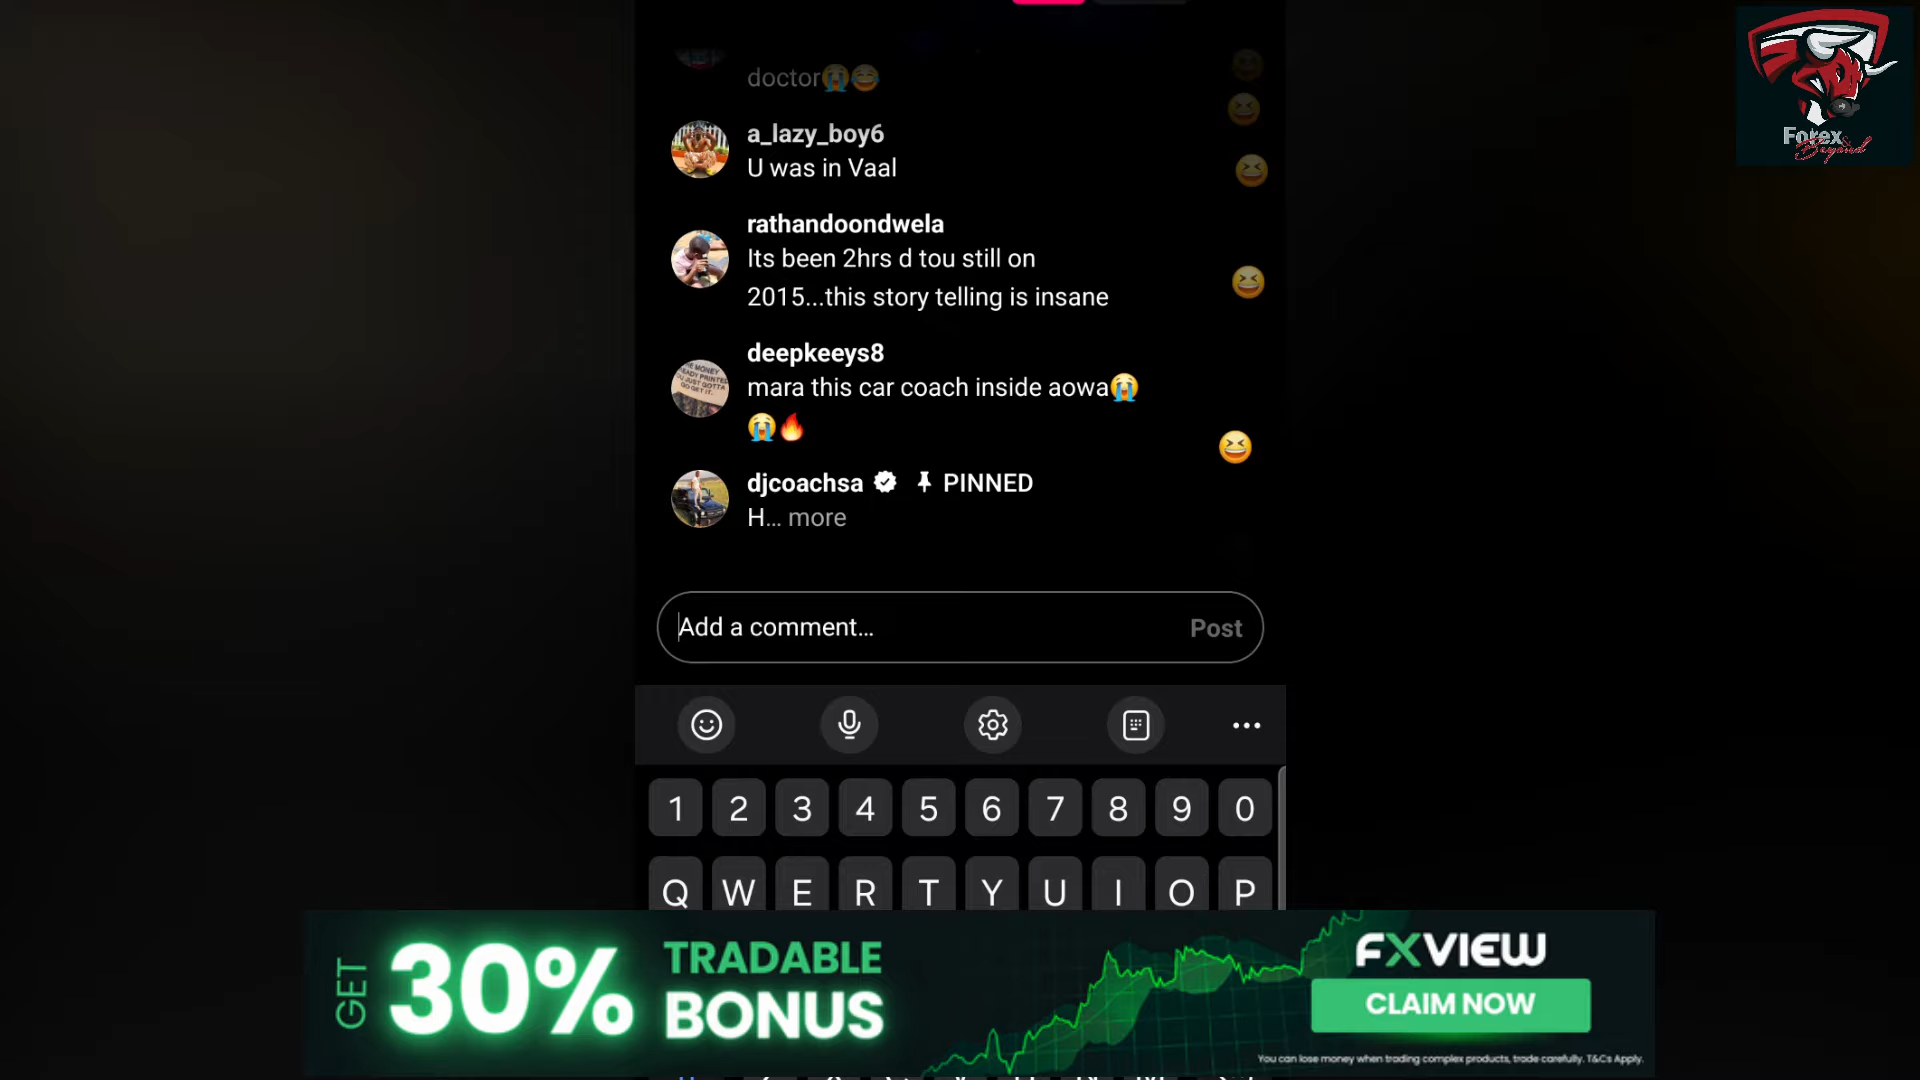 doctor😭😂
a_lazy_boy6
U was in Vaal
rathandoondwela
Its been 2hrs d tou still on
2015...this story telling is insane
deepkeeys8
mara this car coach inside aowa😭
😭🔥
djcoachsa PINNED
H... more
Add a comment... Post
1 2 3 4 5 6 7 8 9 0
Q W E R T Y U I O P
GET 30% TRADABLE BONUS
FXVIEW
CLAIM NOW
You can lose money when trading complex products, trade carefully. T&Cs Apply.
Forex
Beyond